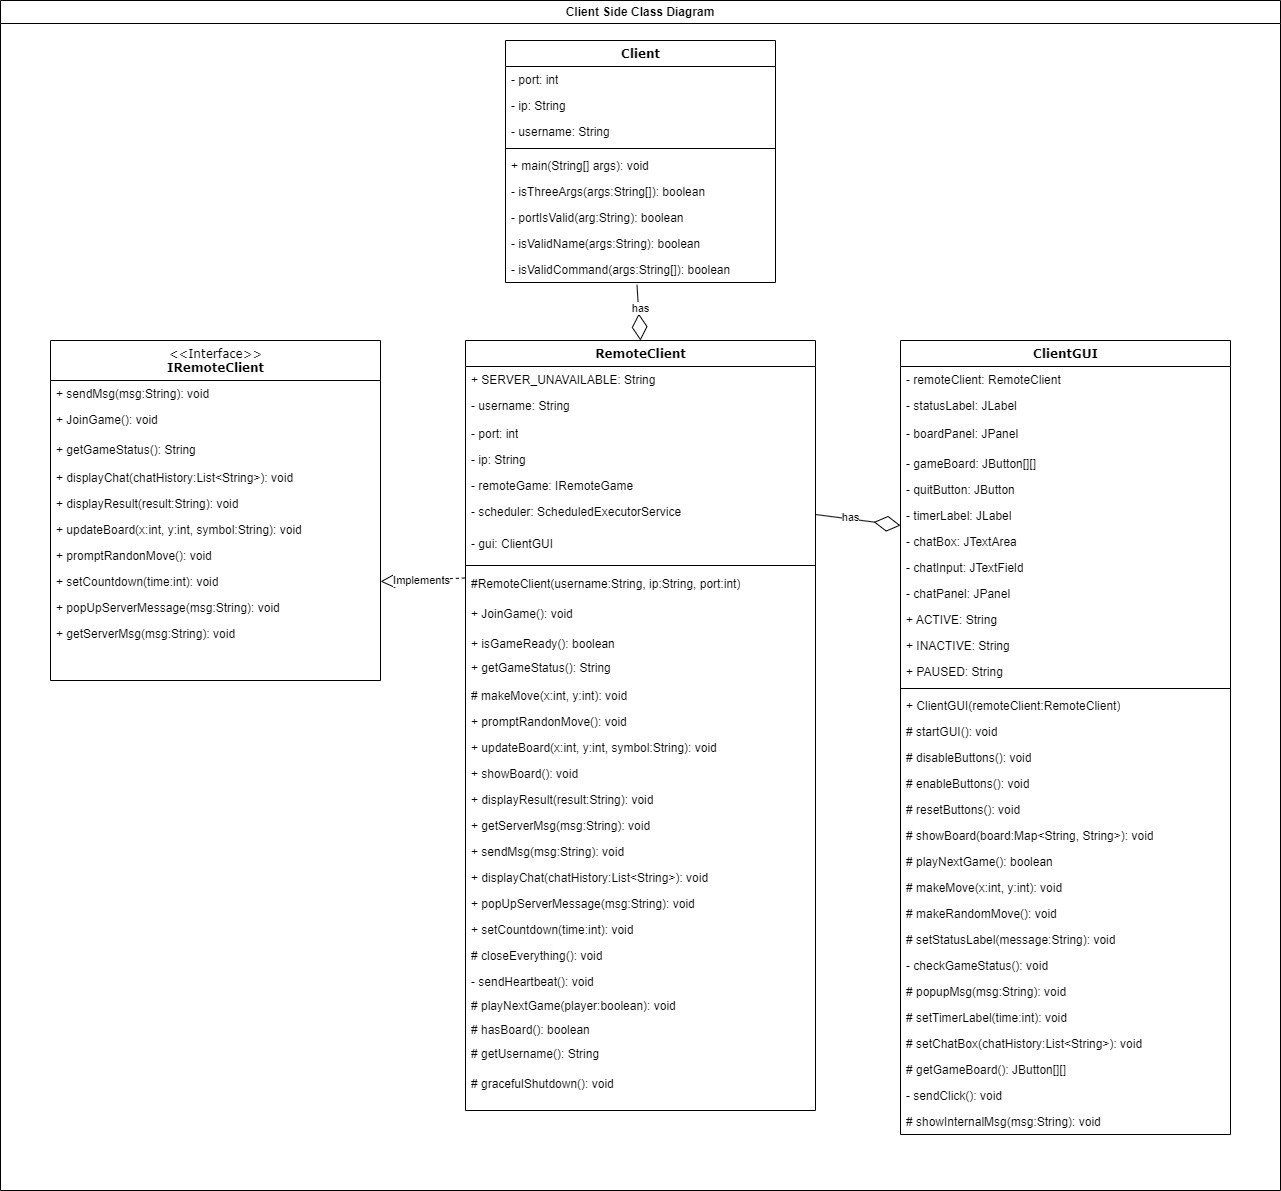 Client Side Class Diagram
Client
- port: int
- ip: String
- username: String
+ main(String[] args): void
- isThreeArgs(args:String[]): boolean
- portIsValid(arg:String): boolean
- isValidName(args:String): boolean
- isValidCommand(args:String[]): boolean
has
<<Interface>>
IRemoteClient
+ sendMsg(msg:String): void
+ JoinGame(): void
+ getGameStatus(): String
+ displayChat(chatHistory:List<String>): void
+ displayResult(result:String): void
+ updateBoard(x:int, y:int, symbol:String): void
+ promptRandonMove(): void
+ setCountdown(time:int): void
+ popUpServerMessage(msg:String): void
+ getServerMsg(msg:String): void
Implements
RemoteClient
+ SERVER_UNAVAILABLE: String
- username: String
- port: int
- ip: String
- remoteGame: IRemoteGame
- scheduler: ScheduledExecutorService
- gui: ClientGUI
#RemoteClient(username:String, ip:String, port:int)
+ JoinGame(): void
+ isGameReady(): boolean
+ getGameStatus(): String
# makeMove(x:int, y:int): void
+ promptRandonMove(): void
+ updateBoard(x:int, y:int, symbol:String): void
+ showBoard(): void
+ displayResult(result:String): void
+ getServerMsg(msg:String): void
+ sendMsg(msg:String): void
+ displayChat(chatHistory:List<String>): void
+ popUpServerMessage(msg:String): void
+ setCountdown(time:int): void
# closeEverything(): void
- sendHeartbeat(): void
# playNextGame(player:boolean): void
# hasBoard(): boolean
# getUsername(): String
# gracefulShutdown(): void
has
ClientGUI
- remoteClient: RemoteClient
- statusLabel: JLabel
- boardPanel: JPanel
- gameBoard: JButton[][]
- quitButton: JButton
- timerLabel: JLabel
- chatBox: JTextArea
- chatInput: JTextField
- chatPanel: JPanel
+ ACTIVE: String
+ INACTIVE: String
+ PAUSED: String
+ ClientGUI(remoteClient:RemoteClient)
# startGUI(): void
# disableButtons(): void
# enableButtons(): void
# resetButtons(): void
# showBoard(board:Map<String, String>): void
# playNextGame(): boolean
# makeMove(x:int, y:int): void
# makeRandomMove(): void
# setStatusLabel(message:String): void
- checkGameStatus(): void
# popupMsg(msg:String): void
# setTimerLabel(time:int): void
# setChatBox(chatHistory:List<String>): void
# getGameBoard(): JButton[][]
- sendClick(): void
# showInternalMsg(msg:String): void